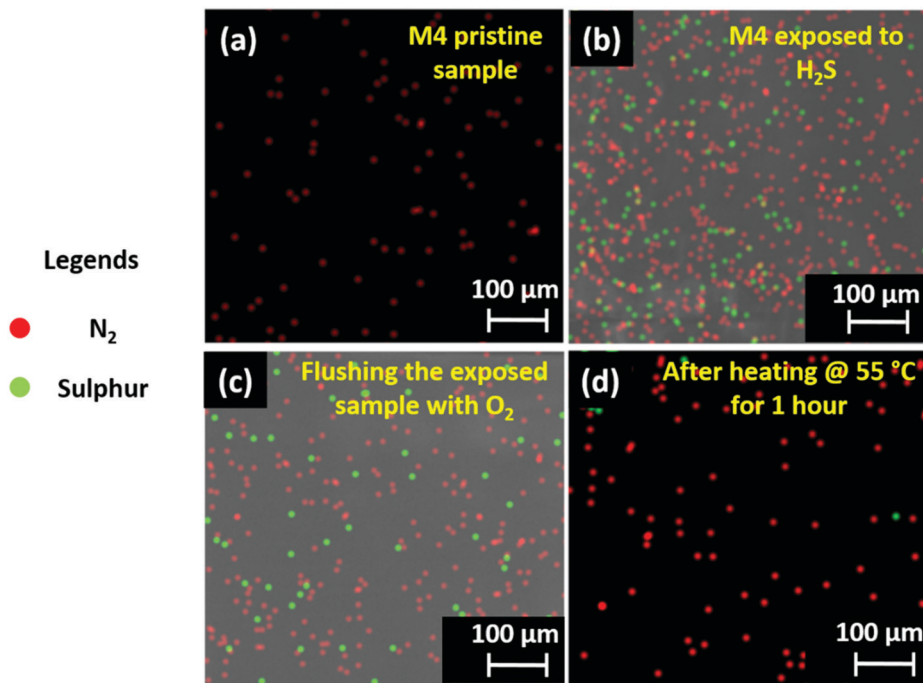 Legends
N₂
Sulphur
(a)
M4 pristine
sample
100 µm
(b)
M4 exposed to
H₂S
100 µm
(c)
Flushing the exposed
sample with O₂
100 µm
(d)
After heating @ 55 °C
for 1 hour
100 µm